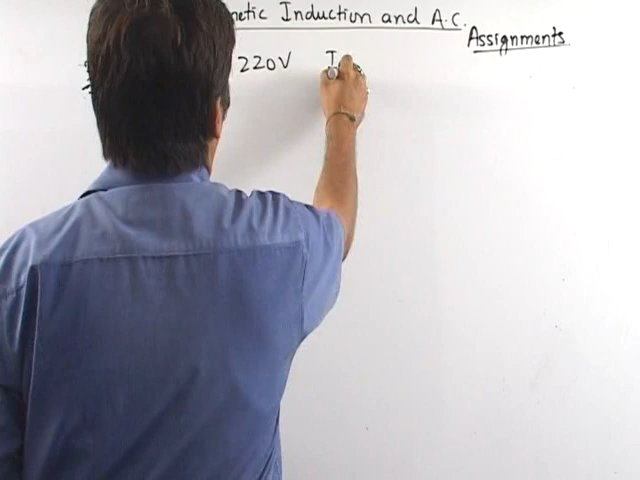 netic Induction and A.C.
Assignments
220V I